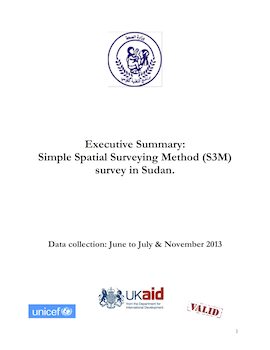 Executive Summary:
Simple Spatial Surveying Method (S3M)
survey in Sudan.
Data collection: June to July & November 2013
unicef
UKaid
from the Department for
International Development
VALID
1